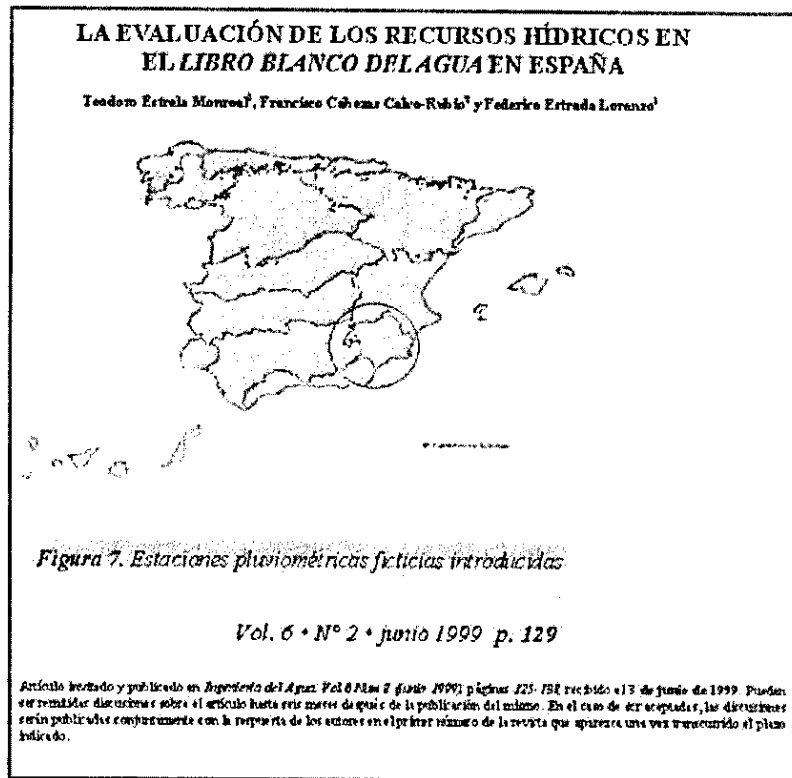 LA EVALUACIÓN DE LOS RECURSOS HÍDRICOS EN
EL LIBRO BLANCO DEL AGUA EN ESPAÑA
Teodoro Estrela Monreal¹, Francisco Cabezas Calvo-Rubio² y Federico Estrada Lorenzo³
Figura 7. Estaciones pluviométricas ficticias introducidas
Vol. 6 • N° 2 • junio 1999 p. 129
Artículo invitado y publicado en Ingeniería del Agua. Vol.6 Num 2 (junio 1999), páginas 125-138, recibido el 3 de junio de 1999. Pueden
ser remitidas discusiones sobre el artículo hasta seis meses después de la publicación del mismo. En el caso de ser aceptadas, las discusiones
serán publicadas conjuntamente con la respuesta de los autores en el primer número de la revista que aparezca una vez transcurrido el plazo
indicado.